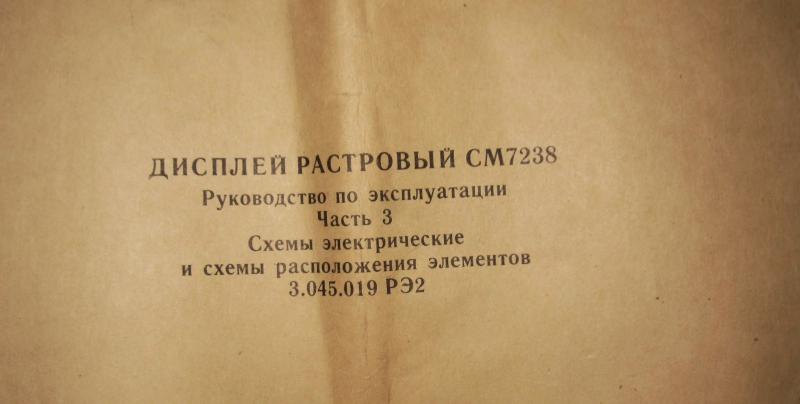 ДИСПЛЕЙ РАСТРОВЫЙ СМ7238
Руководство по эксплуатации
Часть 3
Схемы электрические
и схемы расположения элементов
3.045.019 РЭ2